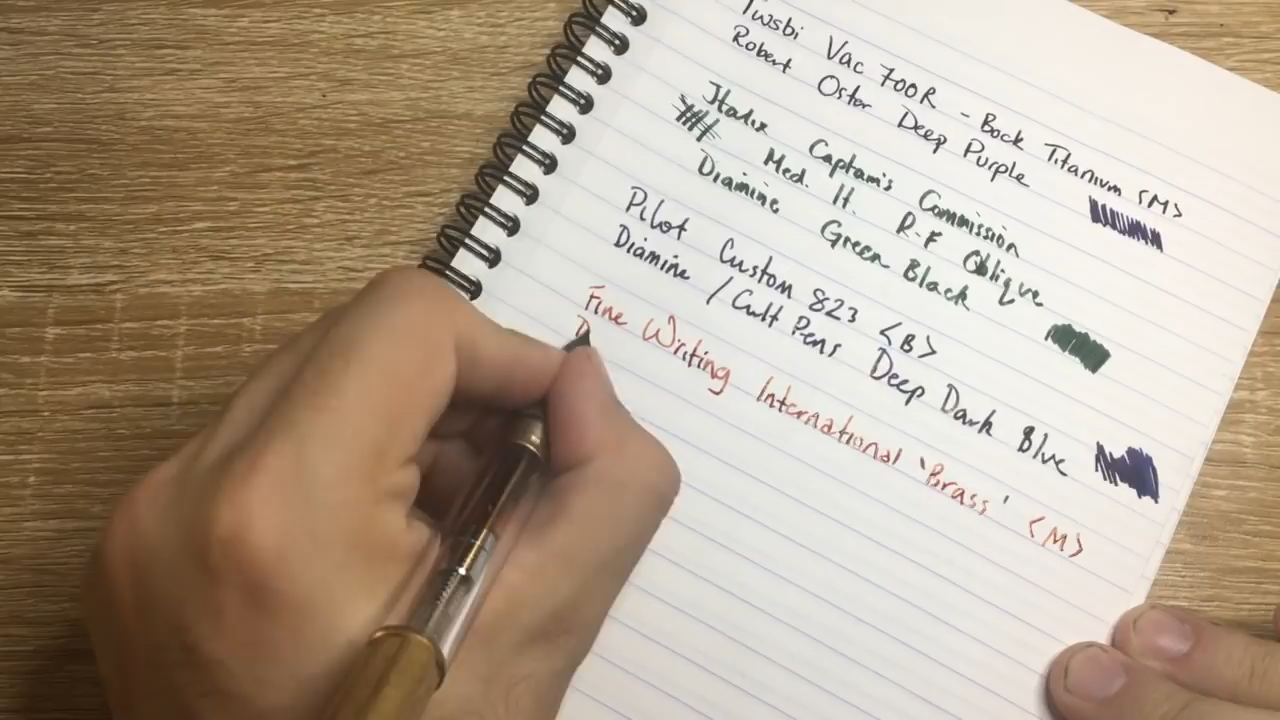 Twsbi Vac 700R - Bock Titanium <M>
Robert Oster Deep Purple
Italix Captain's Commission
Med. It. R-F Oblique
Diamine Green Black
Pilot Custom 823 <B>
Diamine / Cult Pens Deep Dark Blue
Fine Writing International 'Brass' <M>
D